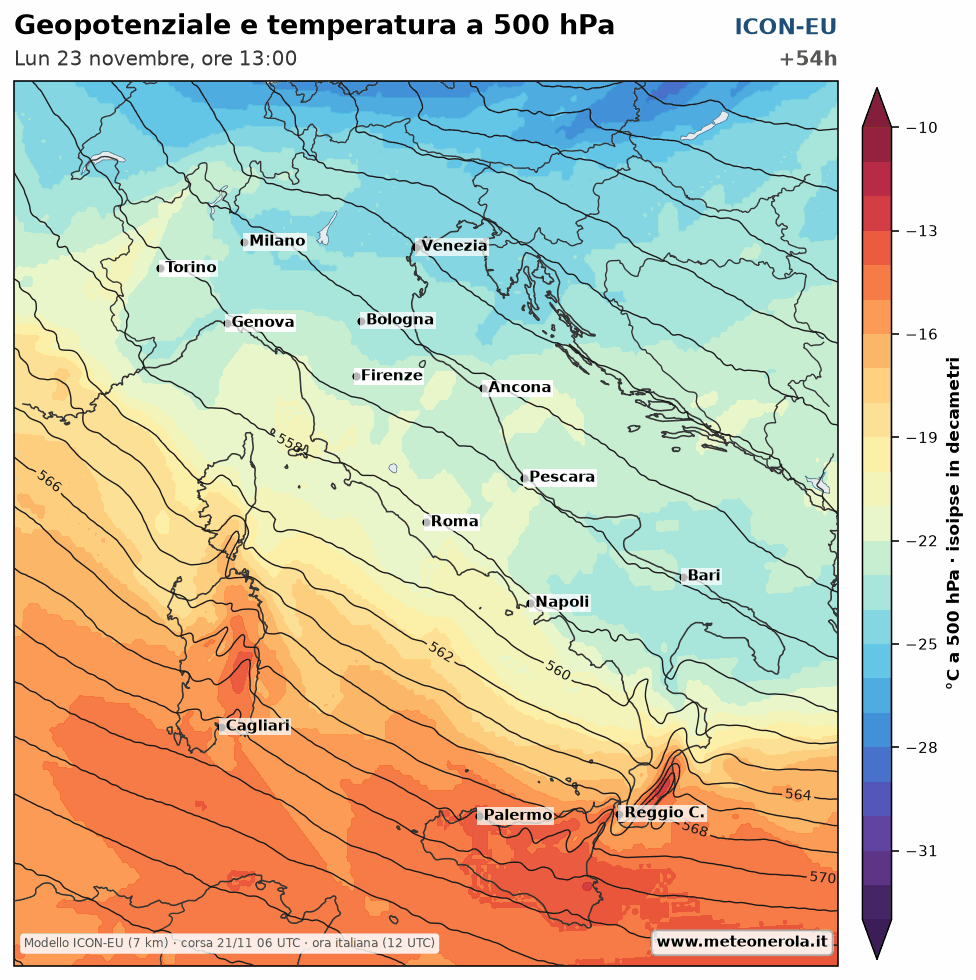 Geopotenziale e temperatura a 500 hPa
ICON-EU
Lun 23 novembre, ore 13:00
+54h
−10
−13
−16
−19
−22
−25
−28
−31
°C a 500 hPa · isoipse in decametri
Milano
Venezia
Torino
Genova
Bologna
Firenze
Ancona
558
566
Pescara
Roma
Bari
Napoli
562
560
Cagliari
564
Palermo
Reggio C.
568
570
Modello ICON-EU (7 km) · corsa 21/11 06 UTC · ora italiana (12 UTC)
www.meteonerola.it